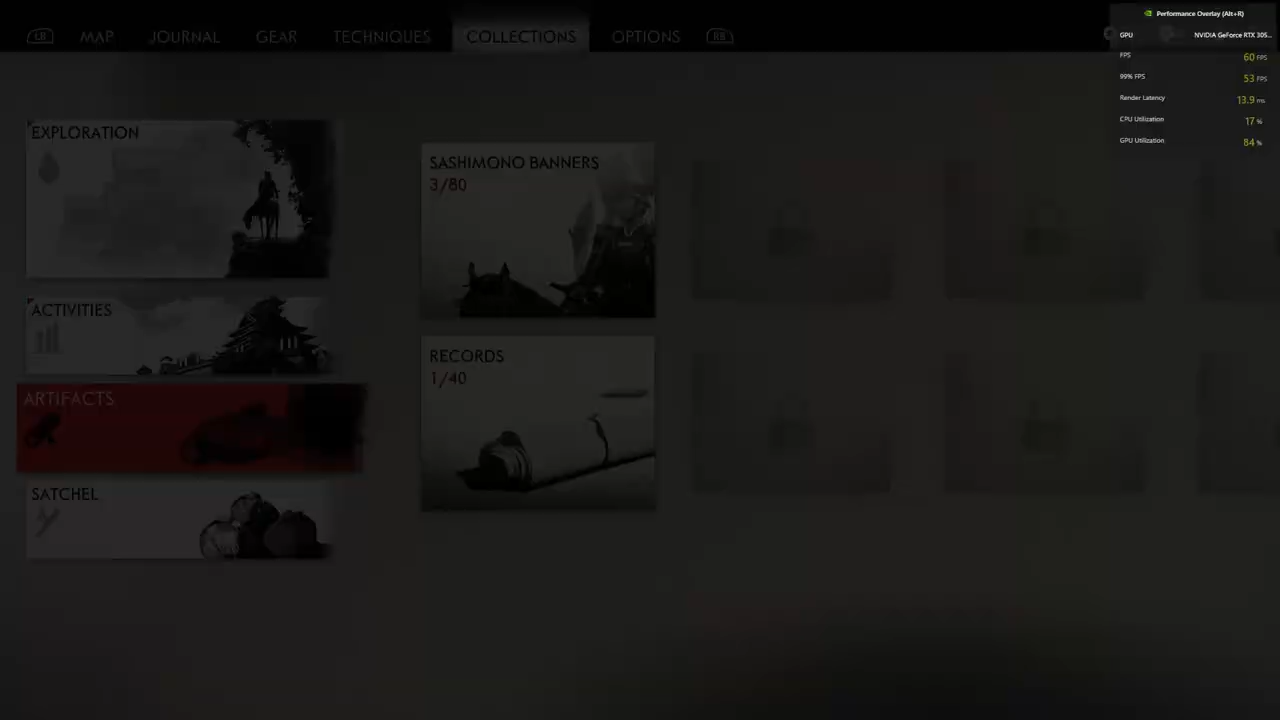 Performance Overlay (Alt+R)
LB MAP JOURNAL GEAR TECHNIQUES COLLECTIONS OPTIONS RB
GPU NVIDIA GeForce RTX 305...
FPS 60 FPS
99% FPS 53 FPS
Render Latency 13.9 ms
CPU Utilization 17 %
GPU Utilization 84 %
EXPLORATION
ACTIVITIES
ARTIFACTS
SATCHEL
SASHIMONO BANNERS
3/80
RECORDS
1/40